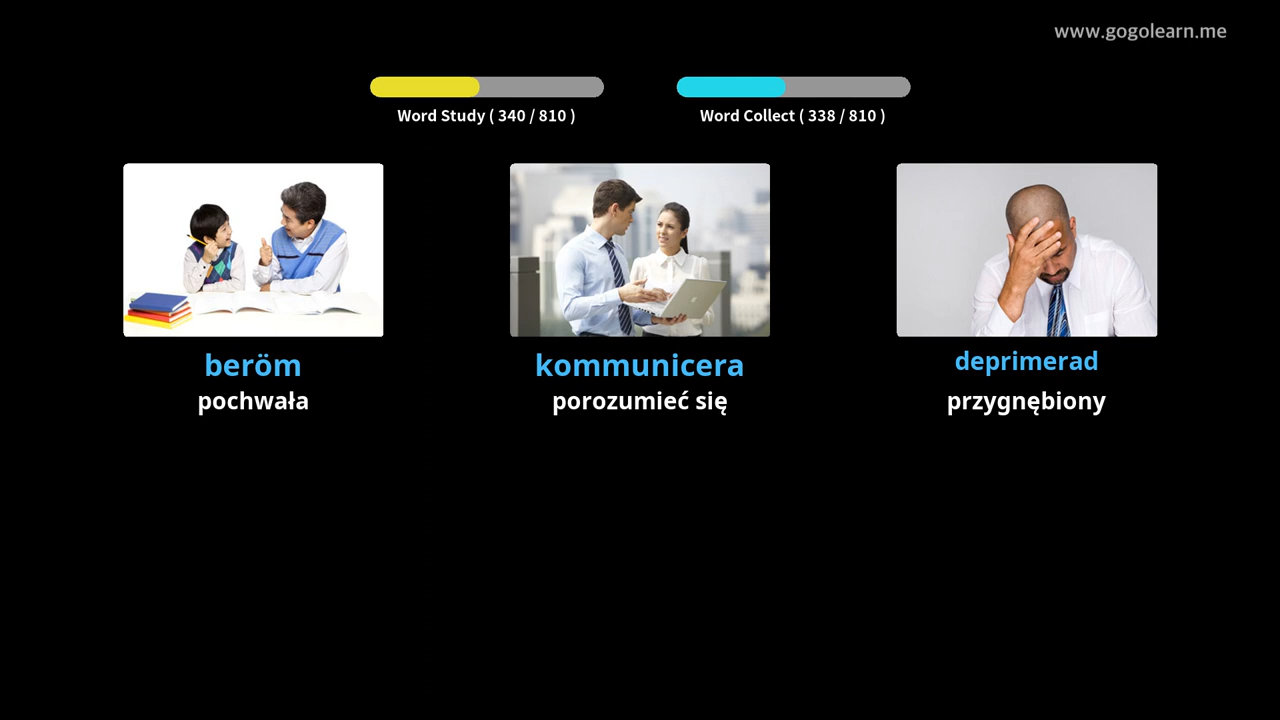 www.gogolearn.me
Word Study ( 340 / 810 )
Word Collect ( 338 / 810 )
beröm
pochwała
kommunicera
porozumieć się
deprimerad
przygnębiony